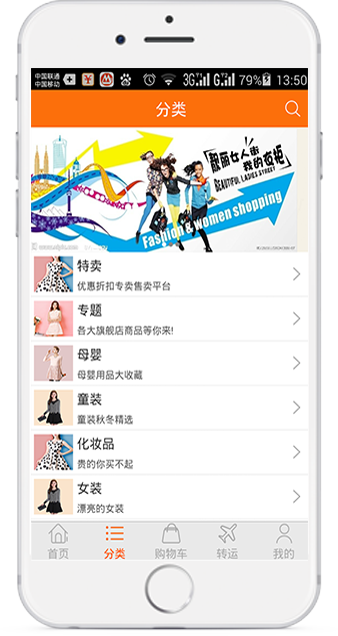 中国联通
中国移动
3G G 79% 13:50
分类
靓丽女人街
我的衣柜
BEAUTIFUL LADIES STREET
Fashion & women shopping
特卖
优惠折扣专卖售卖平台
专题
各大旗舰店商品等你来!
母婴
母婴用品大收藏
童装
童装秋冬精选
化妆品
贵的你买不起
女装
漂亮的女装
首页
分类
购物车
转运
我的